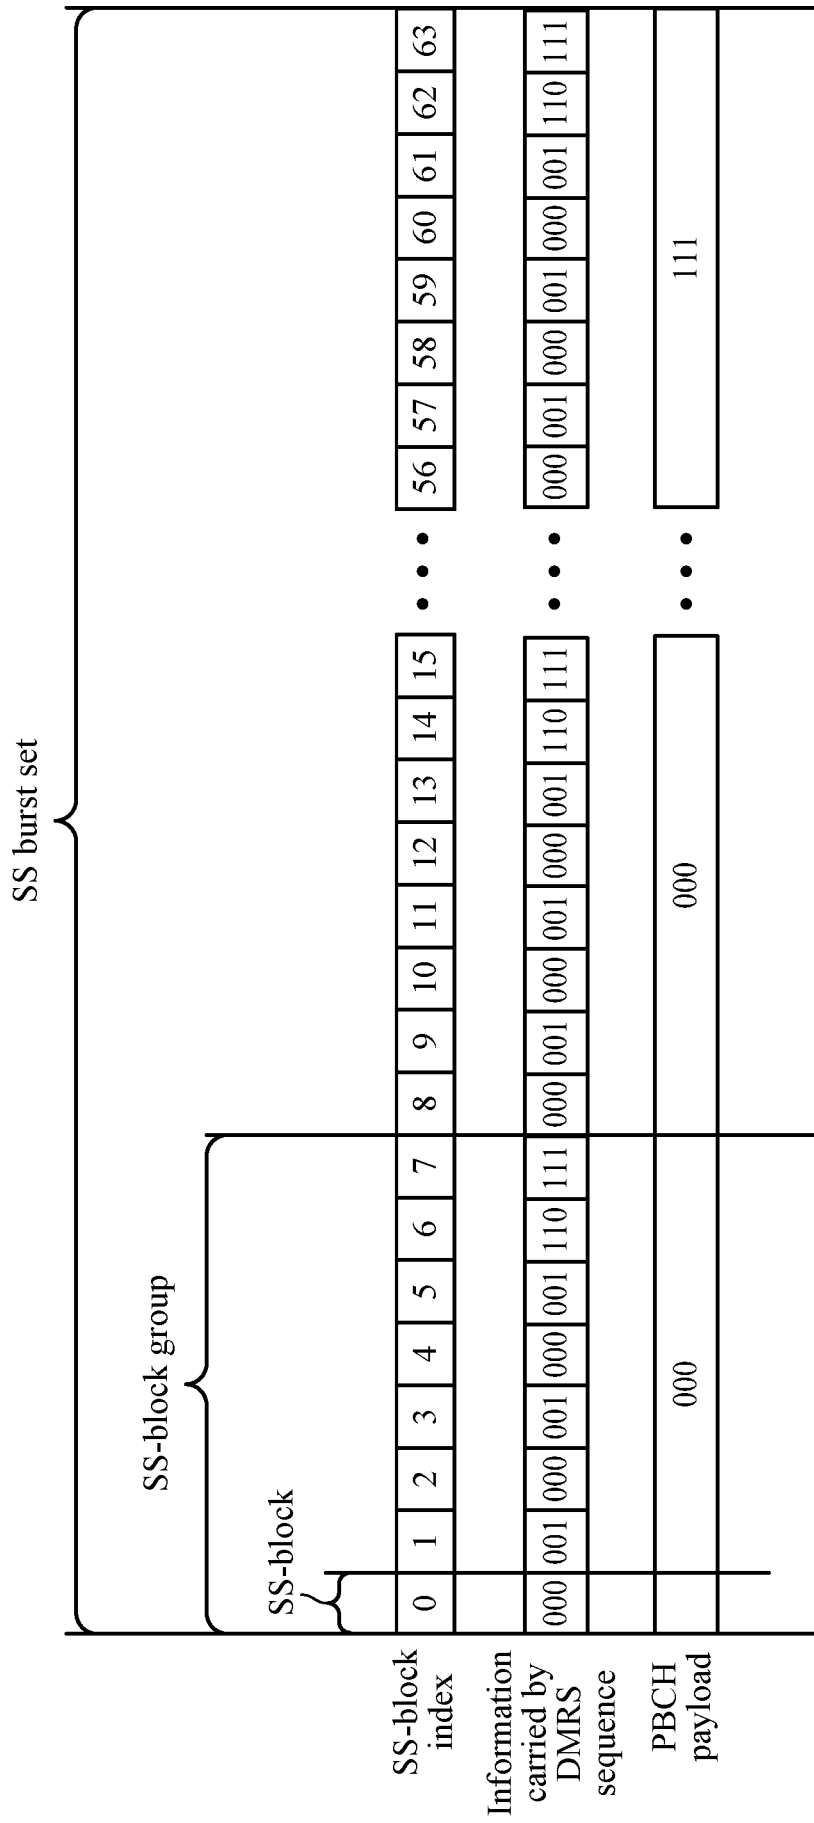 SS burst set
SS-block group
SS-block
SS-block
index
0 1 2 3 4 5 6 7 8 9 10 11 12 13 14 15 ••• 56 57 58 59 60 61 62 63
Information
carried by
DMRS
sequence
000 001 000 001 000 001 110 111 000 001 000 001 000 001 110 111 ••• 000 001 000 001 000 001 110 111
PBCH
payload
000 000 ••• 111